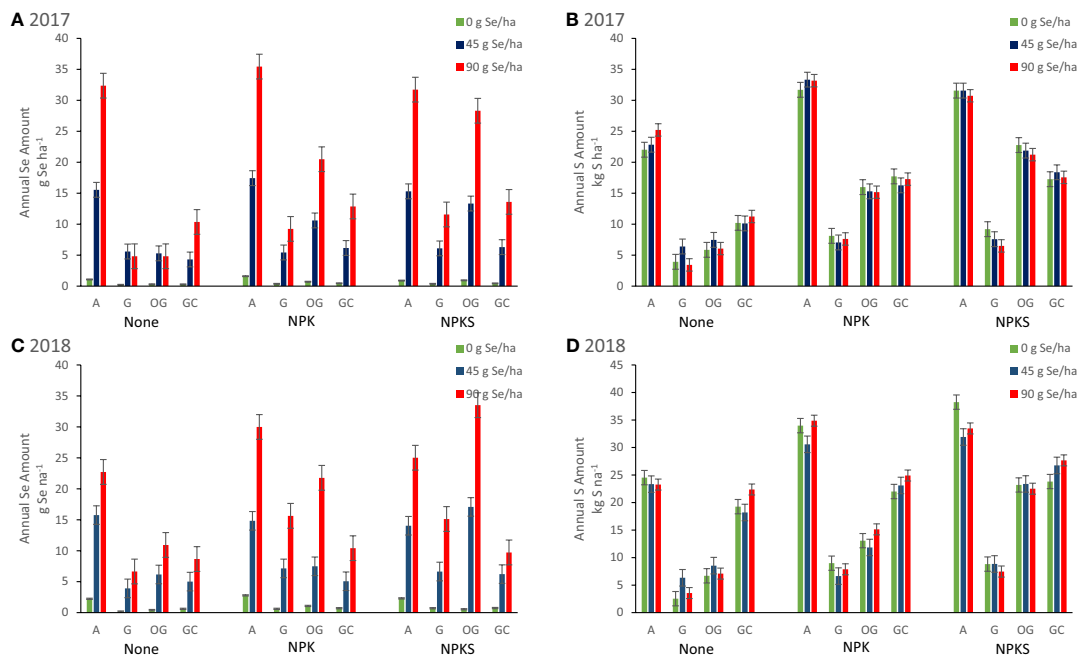 A 2017
0 g Se/ha
45 g Se/ha
90 g Se/ha
Annual Se Amount
g Se ha⁻¹
40
35
30
25
20
15
10
5
0
A G OG GC A G OG GC A G OG GC
None NPK NPKS
B 2017
0 g Se/ha
45 g Se/ha
90 g Se/ha
Annual S Amount
kg S ha⁻¹
40
35
30
25
20
15
10
5
0
A G OG GC A G OG GC A G OG GC
None NPK NPKS
C 2018
0 g Se/ha
45 g Se/ha
90 g Se/ha
Annual Se Amount
g Se na⁻¹
40
35
30
25
20
15
10
5
0
A G OG GC A G OG GC A G OG GC
None NPK NPKS
D 2018
0 g Se/ha
45 g Se/ha
90 g Se/ha
Annual S Amount
kg S na⁻¹
45
40
35
30
25
20
15
10
5
0
A G OG GC A G OG GC A G OG GC
None NPK NPKS